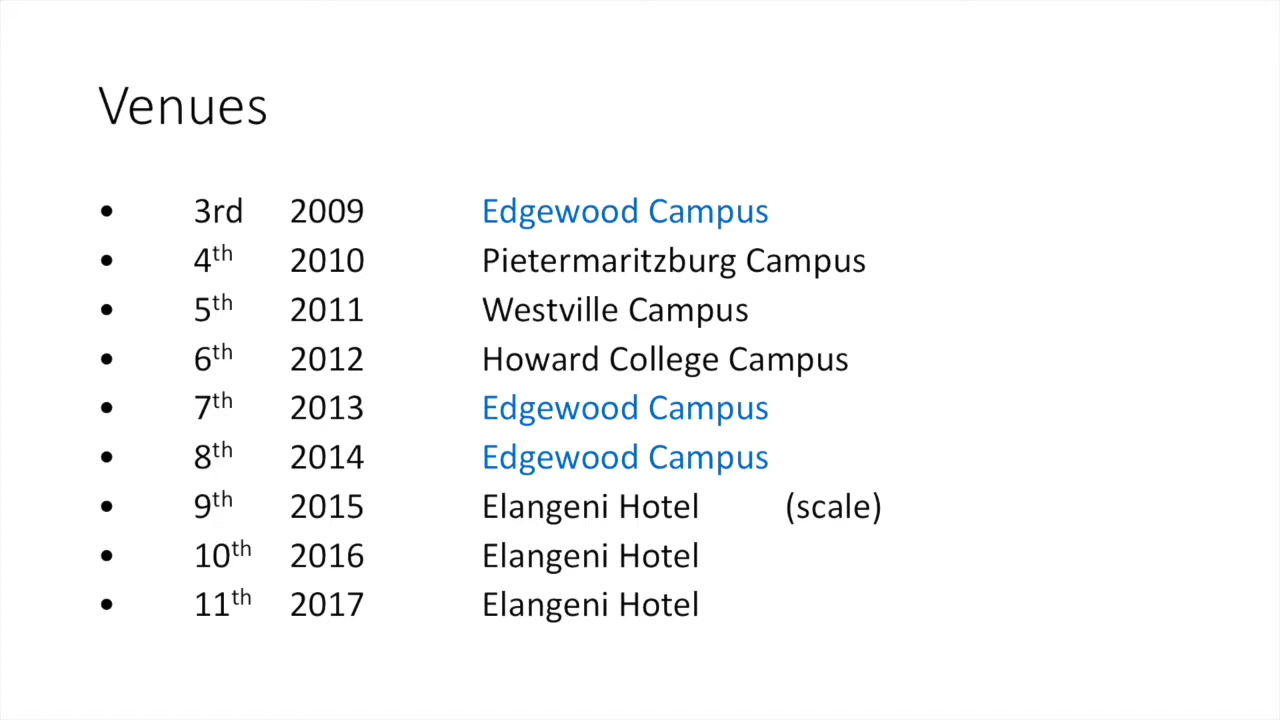 Venues
• 3rd 2009 Edgewood Campus
• 4th 2010 Pietermaritzburg Campus
• 5th 2011 Westville Campus
• 6th 2012 Howard College Campus
• 7th 2013 Edgewood Campus
• 8th 2014 Edgewood Campus
• 9th 2015 Elangeni Hotel (scale)
• 10th 2016 Elangeni Hotel
• 11th 2017 Elangeni Hotel